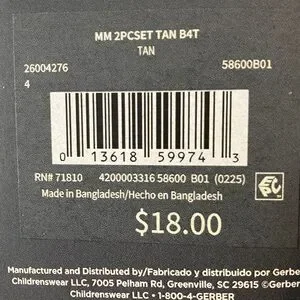 MM 2PCSET TAN B4T
TAN
26004276 58600B01
4
0 13618 59974 3
RN# 71810 4200003316 58600 B01 (0225)
Made in Bangladesh/Hecho en Bangladesh
$18.00
Manufactured and Distributed by/Fabricado y distribuido por Gerber
Childrenswear LLC, 7005 Pelham Rd, Greenville, SC 29615 ©Gerber
Childrenswear LLC • 1-800-4-GERBER